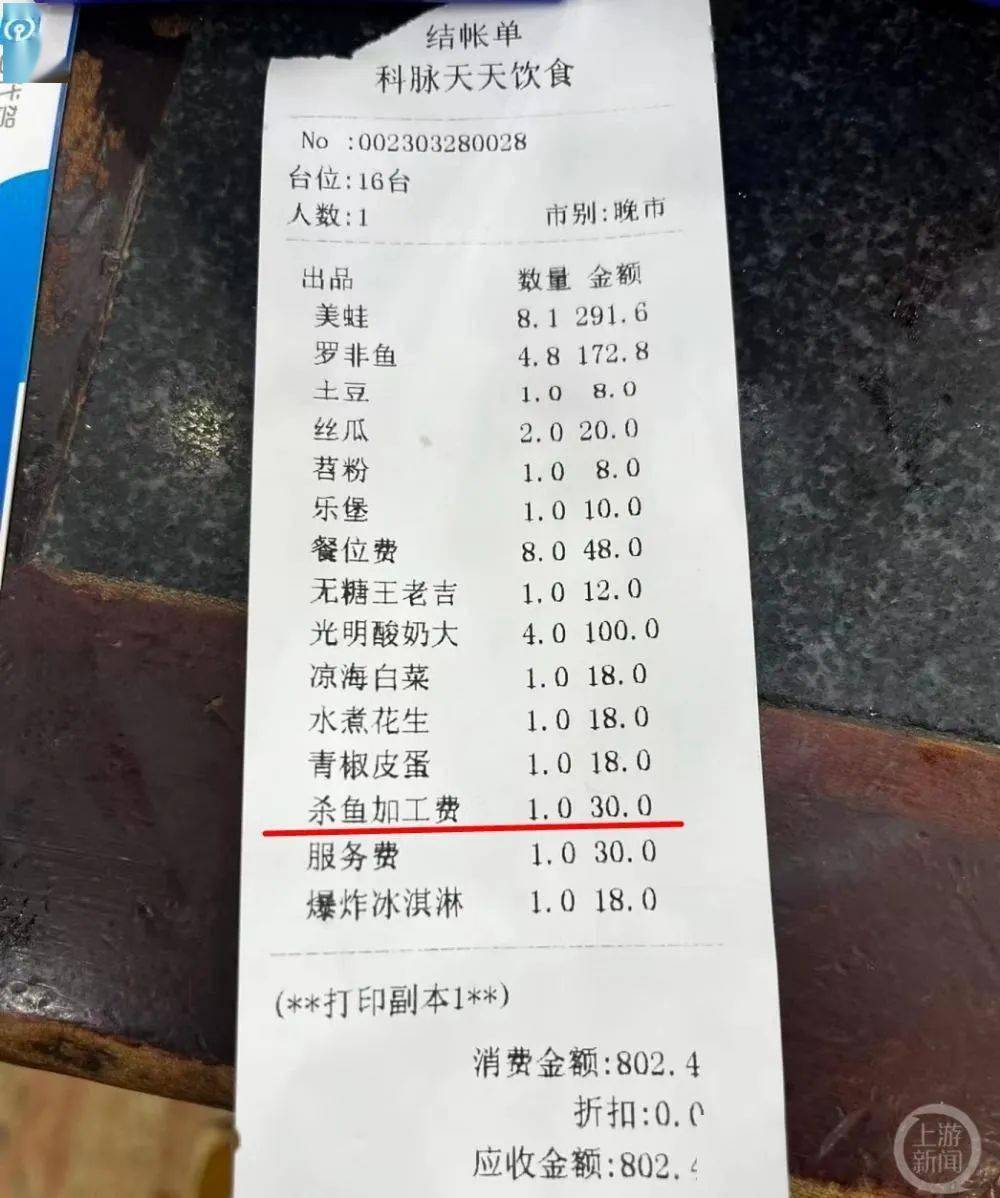 结帐单
科脉天天饮食
No :002303280028
台位:16台
人数:1 市别:晚市
出品 数量 金额
美蛙 8.1 291.6
罗非鱼 4.8 172.8
土豆 1.0 8.0
丝瓜 2.0 20.0
苕粉 1.0 8.0
乐堡 1.0 10.0
餐位费 8.0 48.0
无糖王老吉 1.0 12.0
光明酸奶大 4.0 100.0
凉海白菜 1.0 18.0
水煮花生 1.0 18.0
青椒皮蛋 1.0 18.0
杀鱼加工费 1.0 30.0
服务费 1.0 30.0
爆炸冰淇淋 1.0 18.0
(**打印副本1**)
消费金额:802.4
折扣:0.0
应收金额:802.4
上游
新闻